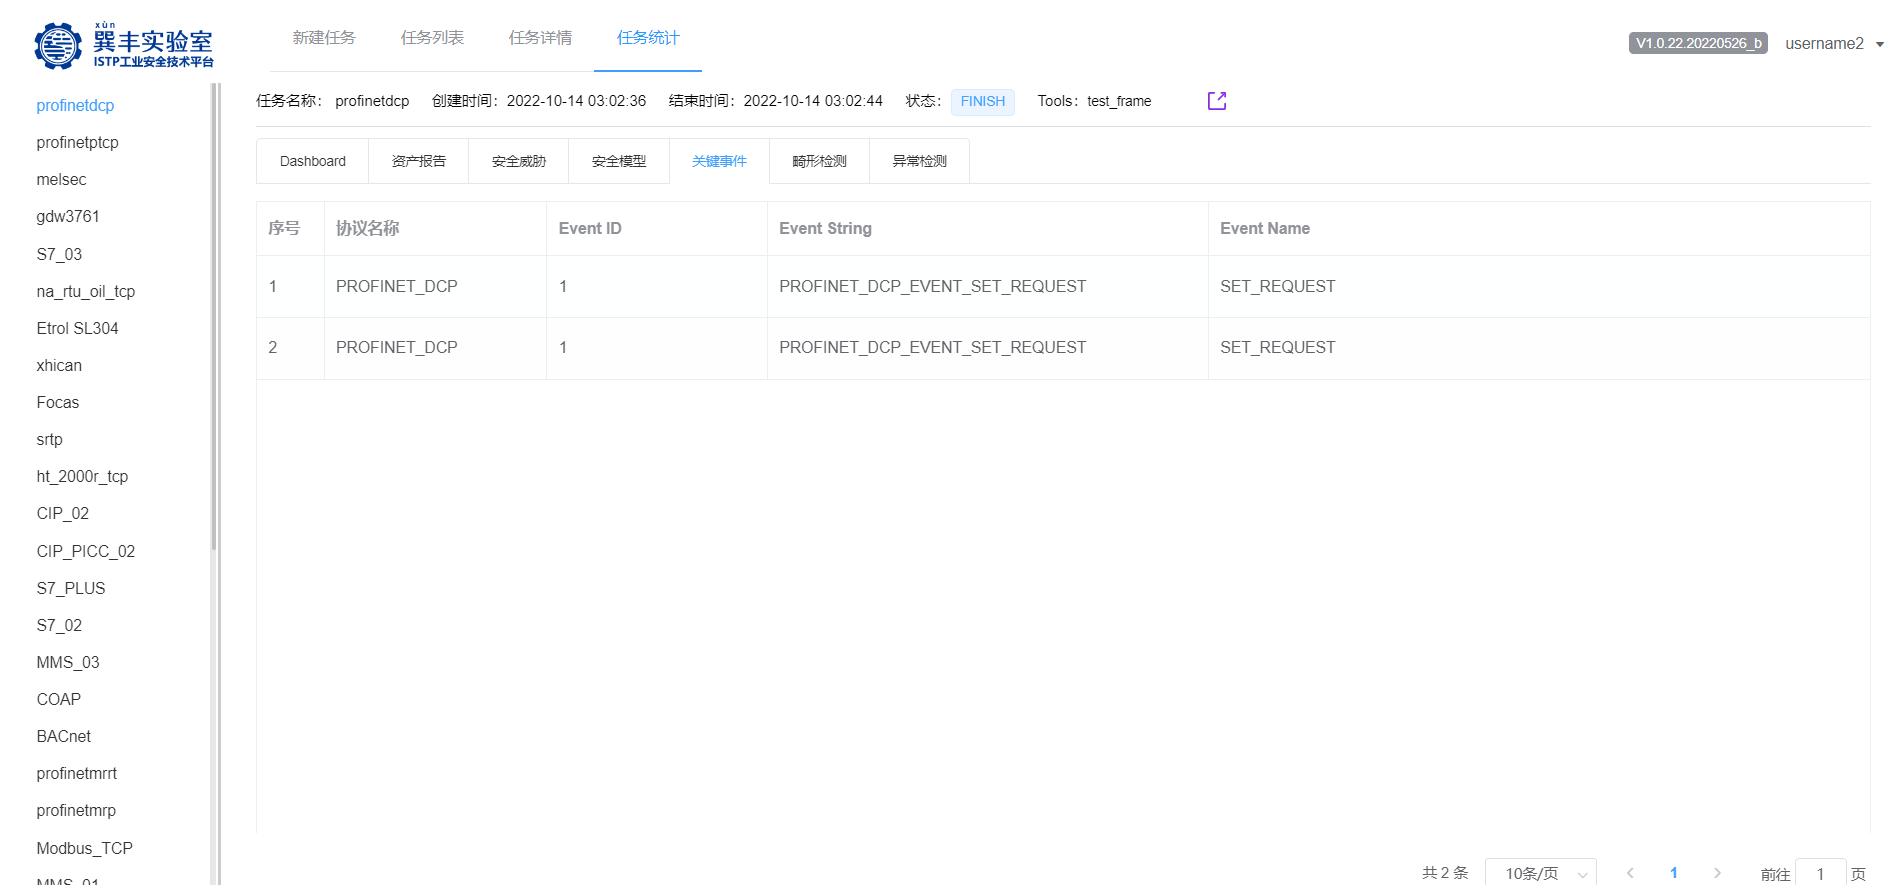 xùn
巽丰实验室
ISTP工业安全技术平台
新建任务 任务列表 任务详情 任务统计
V1.0.22.20220526_b username2
任务名称： profinetdcp 创建时间：2022-10-14 03:02:36 结束时间：2022-10-14 03:02:44 状态： FINISH Tools：test_frame
Dashboard 资产报告 安全威胁 安全模型 关键事件 畸形检测 异常检测
序号 协议名称 Event ID Event String Event Name
1 PROFINET_DCP 1 PROFINET_DCP_EVENT_SET_REQUEST SET_REQUEST
2 PROFINET_DCP 1 PROFINET_DCP_EVENT_SET_REQUEST SET_REQUEST
profinetdcp
profinetptcp
melsec
gdw3761
S7_03
na_rtu_oil_tcp
Etrol SL304
xhican
Focas
srtp
ht_2000r_tcp
CIP_02
CIP_PICC_02
S7_PLUS
S7_02
MMS_03
COAP
BACnet
profinetmrrt
profinetmrp
Modbus_TCP
MMS_01
共 2 条 10条/页 1 前往 1 页